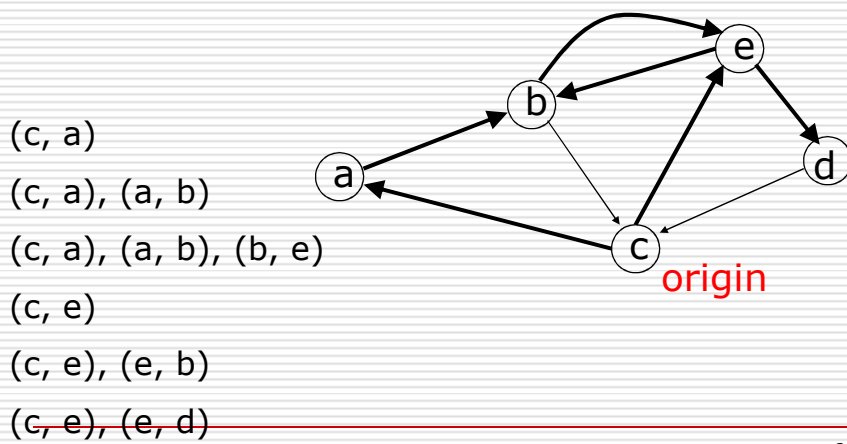 (c, a)
(c, a), (a, b)
(c, a), (a, b), (b, e)
(c, e)
(c, e), (e, b)
(c, e), (e, d)
e
b
d
a
c
origin